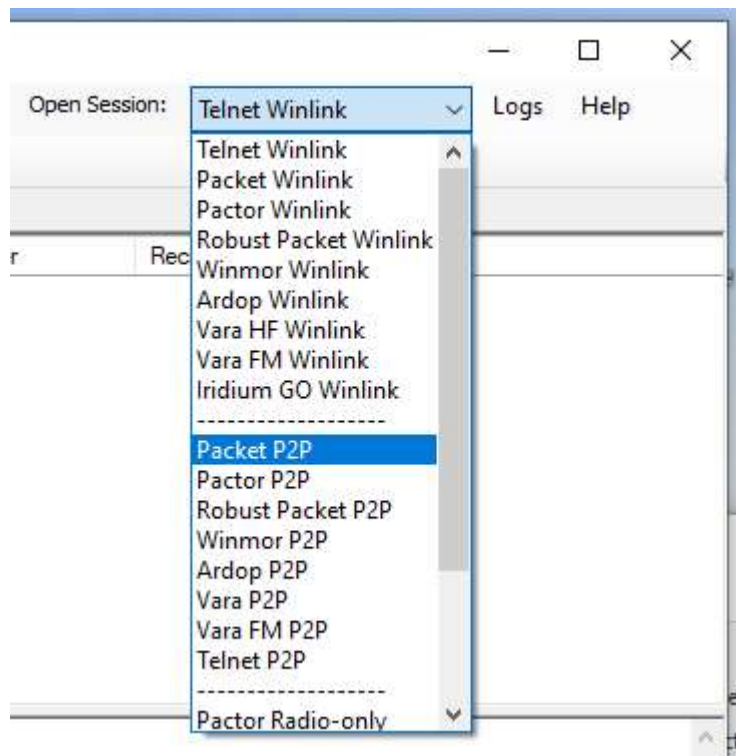 Open Session: Telnet Winlink Logs Help
Telnet Winlink
Packet Winlink
Pactor Winlink
Robust Packet Winlink
Winmor Winlink
Ardop Winlink
Vara HF Winlink
Vara FM Winlink
Iridium GO Winlink
-------------------
Packet P2P
Pactor P2P
Robust Packet P2P
Winmor P2P
Ardop P2P
Vara P2P
Vara FM P2P
Telnet P2P
-------------------
Pactor Radio-only